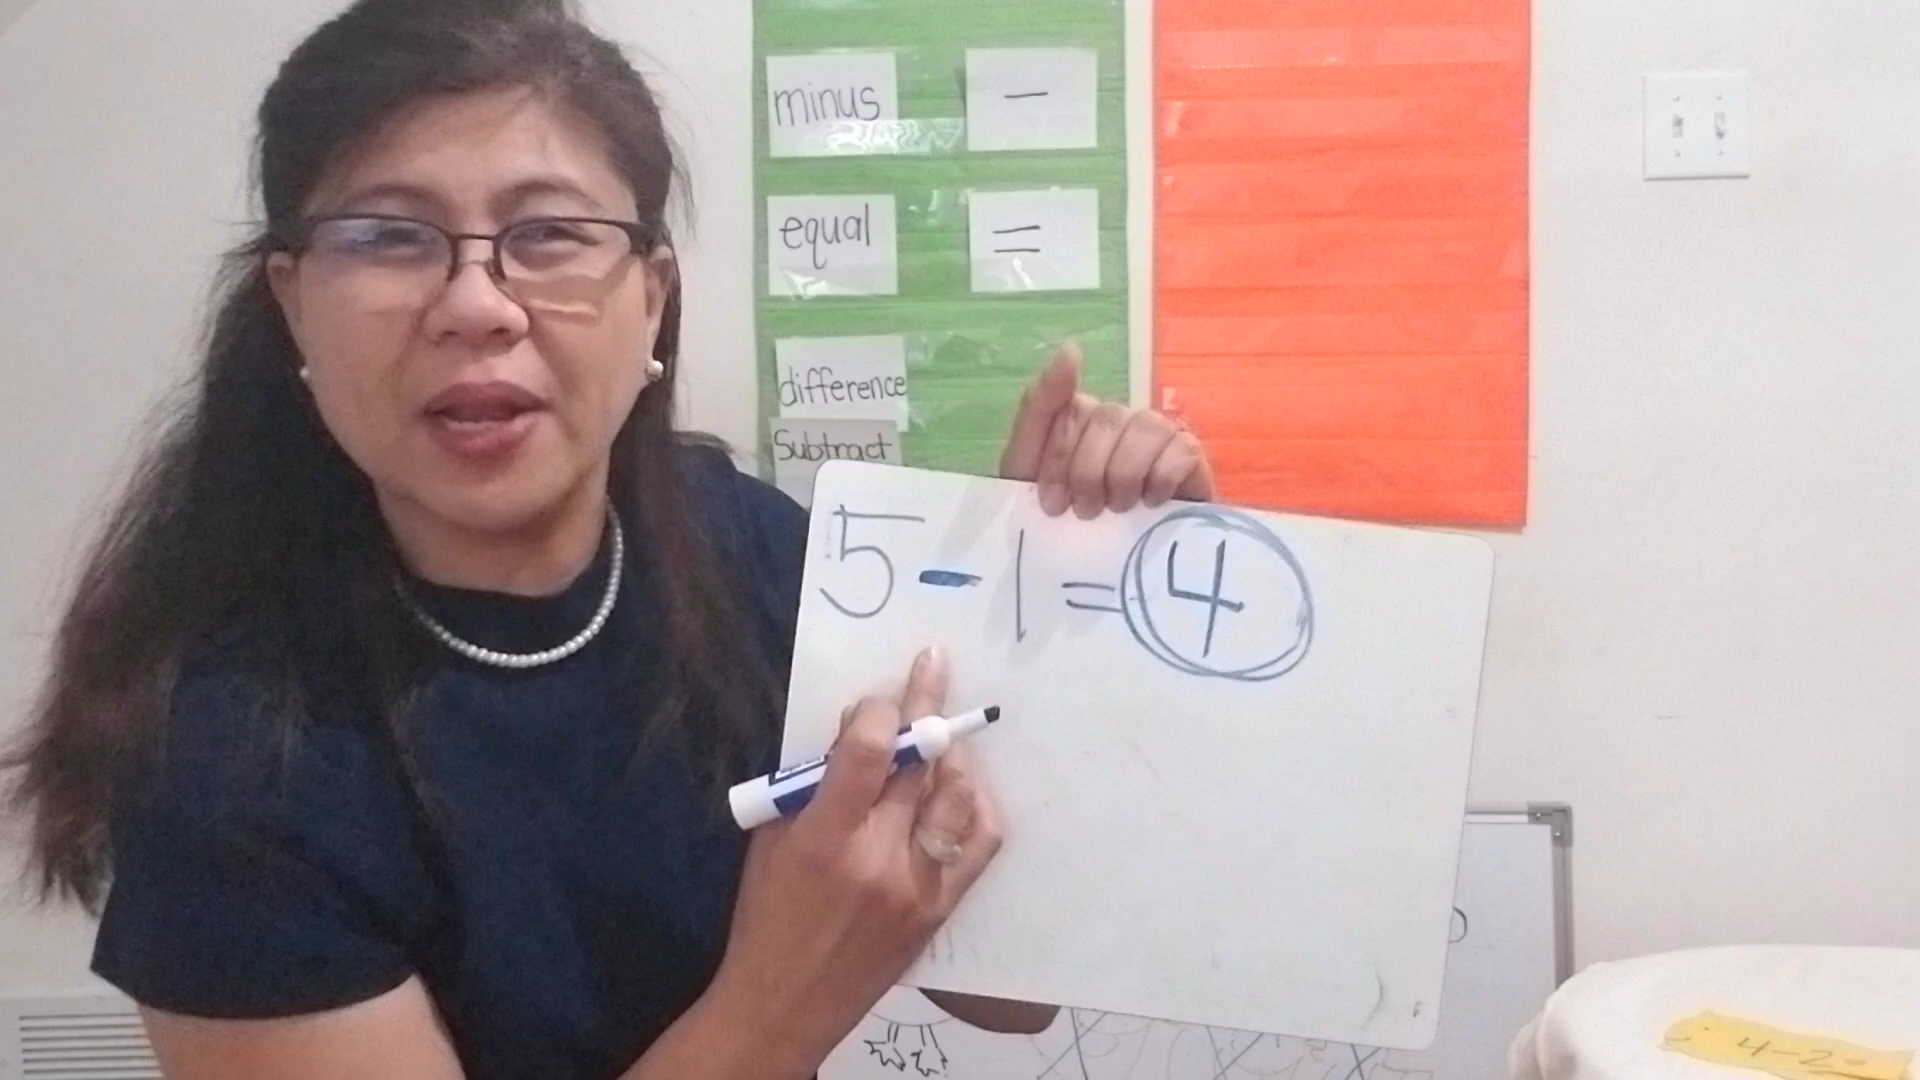 minus −
equal =
difference
Subtract
5 - 1 = 4
4-2=